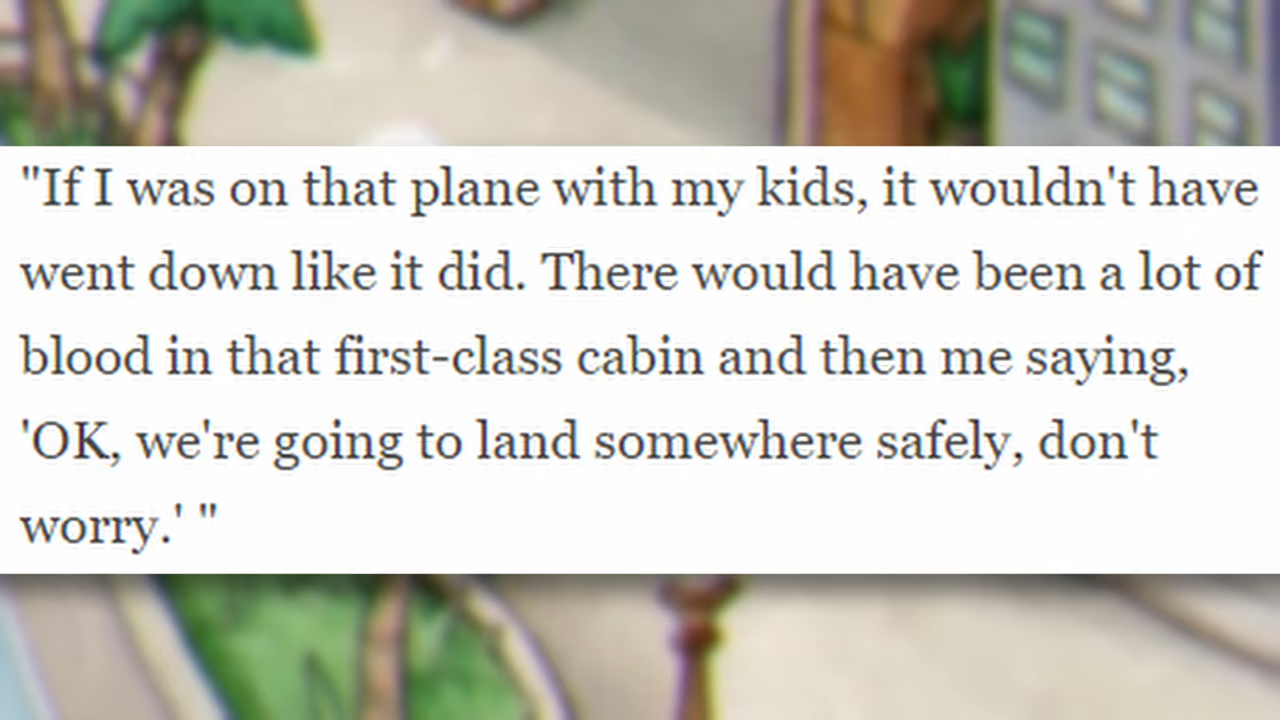 "If I was on that plane with my kids, it wouldn't have
went down like it did. There would have been a lot of
blood in that first-class cabin and then me saying,
'OK, we're going to land somewhere safely, don't
worry.' "